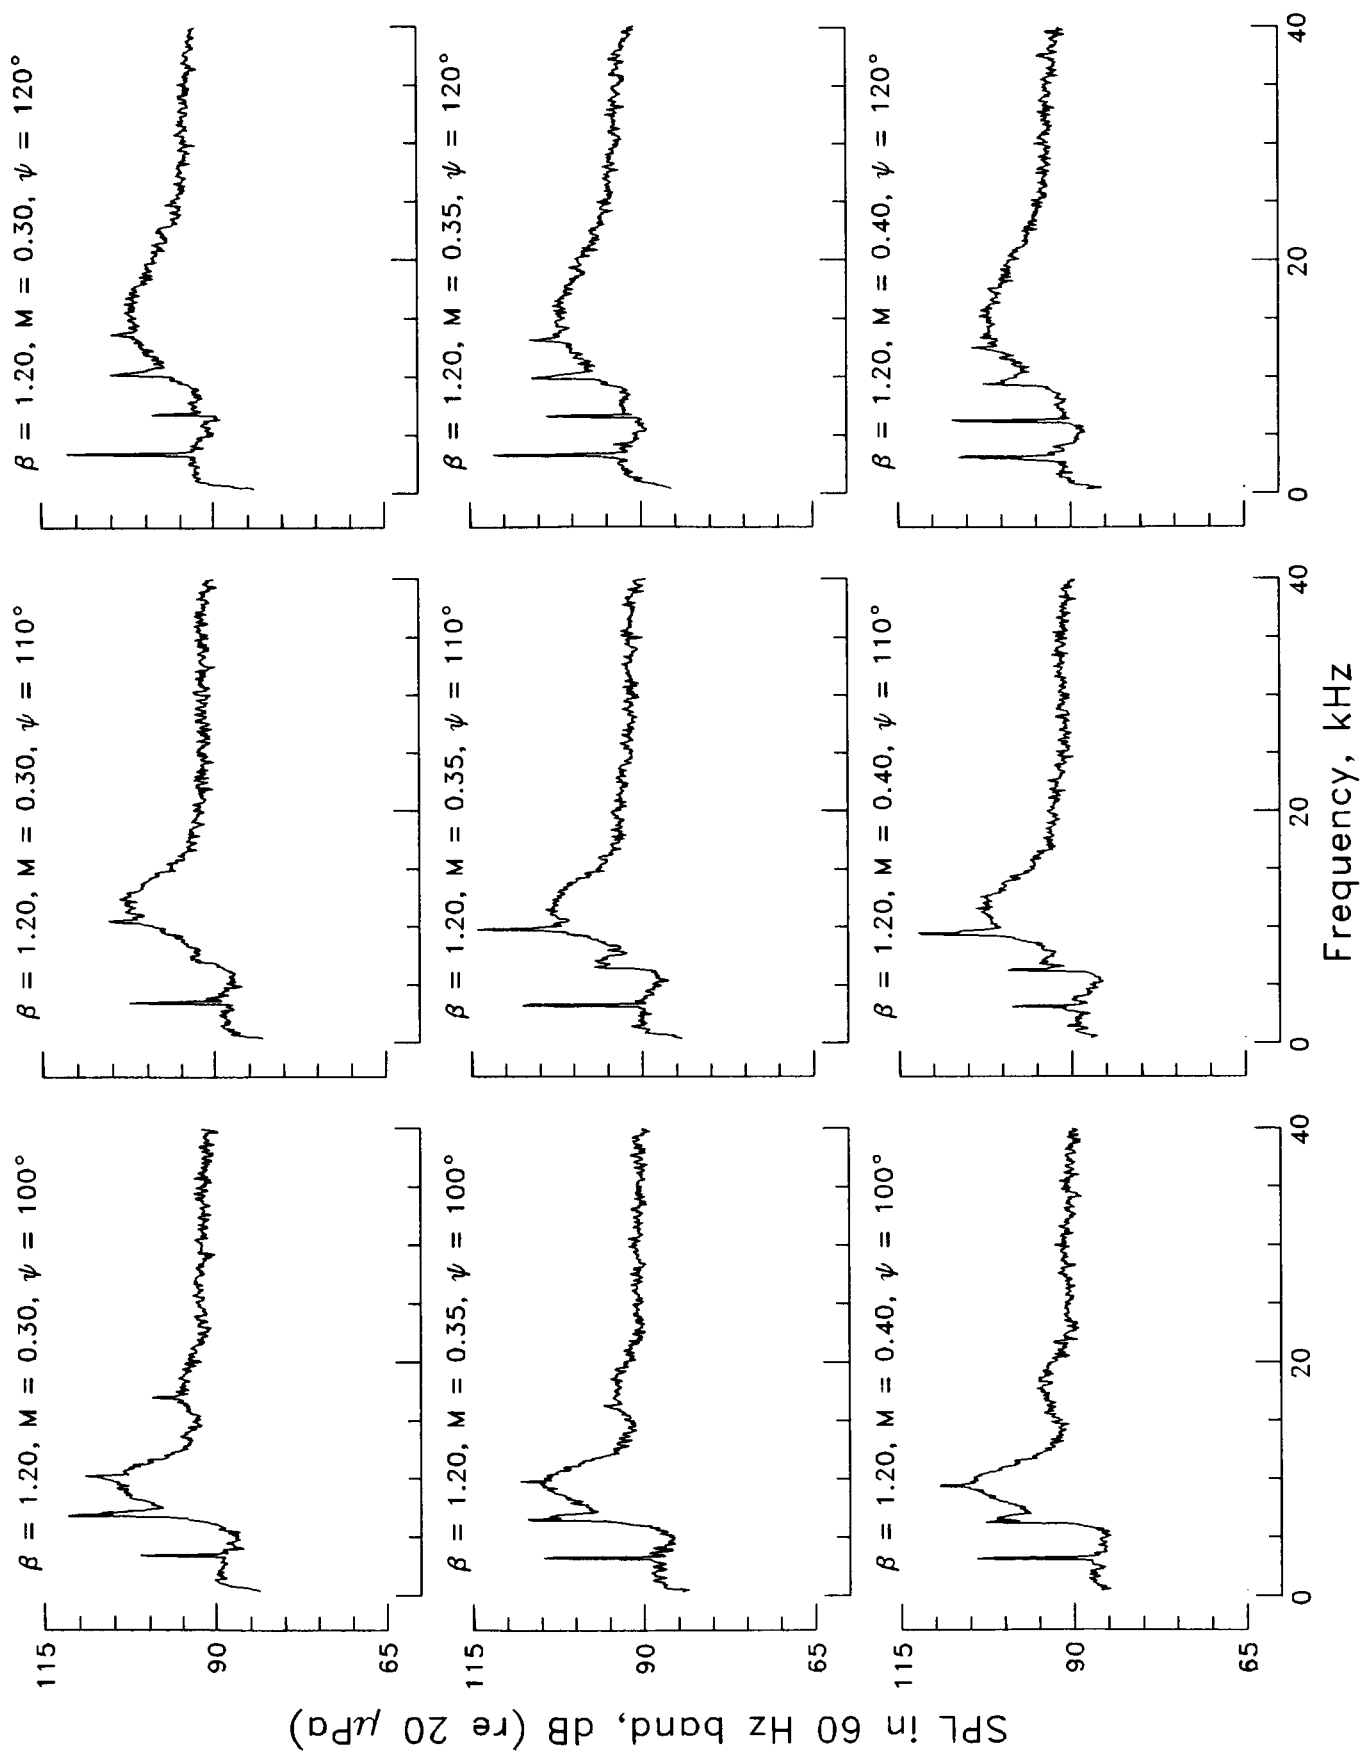 β = 1.20, M = 0.30, ψ = 100°
β = 1.20, M = 0.30, ψ = 110°
β = 1.20, M = 0.30, ψ = 120°
115
90
65
β = 1.20, M = 0.35, ψ = 100°
β = 1.20, M = 0.35, ψ = 110°
β = 1.20, M = 0.35, ψ = 120°
115
90
65
β = 1.20, M = 0.40, ψ = 100°
β = 1.20, M = 0.40, ψ = 110°
β = 1.20, M = 0.40, ψ = 120°
115
90
65
0 20 40
0 20 40
0 20 40
SPL in 60 Hz band, dB (re 20 μPa)
Frequency, kHz